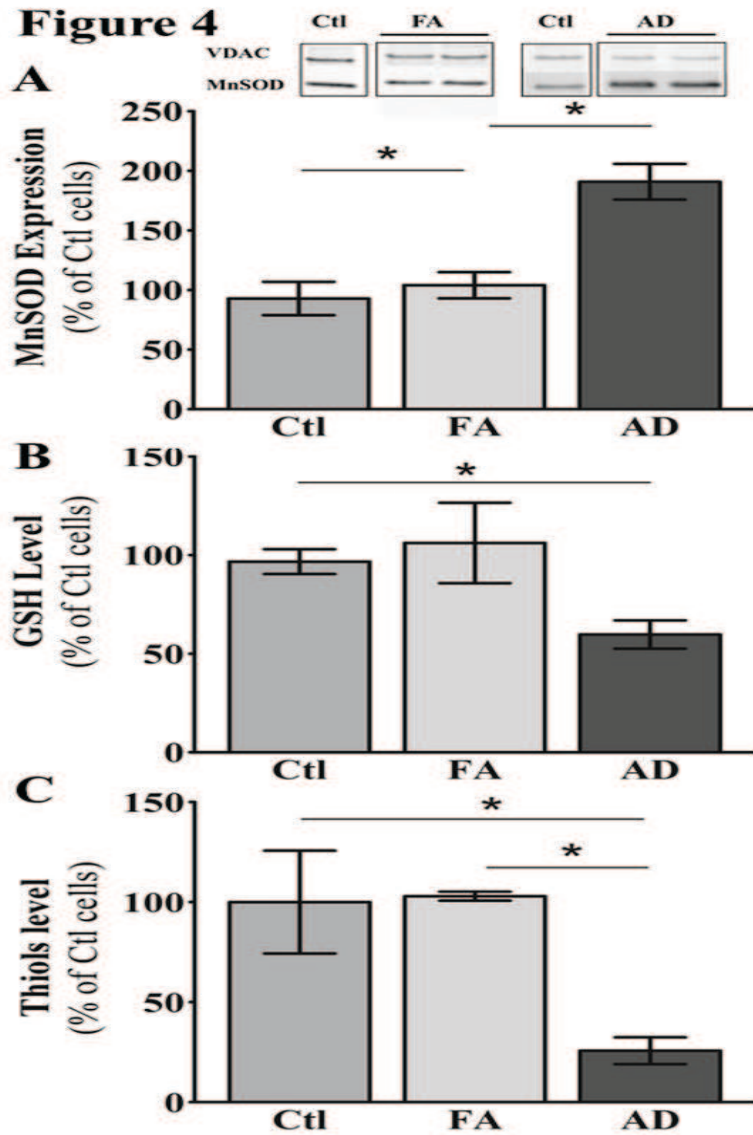 Figure 4
Ctl FA Ctl AD
VDAC
MnSOD
A
MnSOD Expression
(% of Ctl cells)
250
200
150
100
50
0
*
*
Ctl FA AD
B
GSH Level
(% of Ctl cells)
150
100
50
0
*
Ctl FA AD
C
Thiols level
(% of Ctl cells)
150
100
50
0
*
*
Ctl FA AD